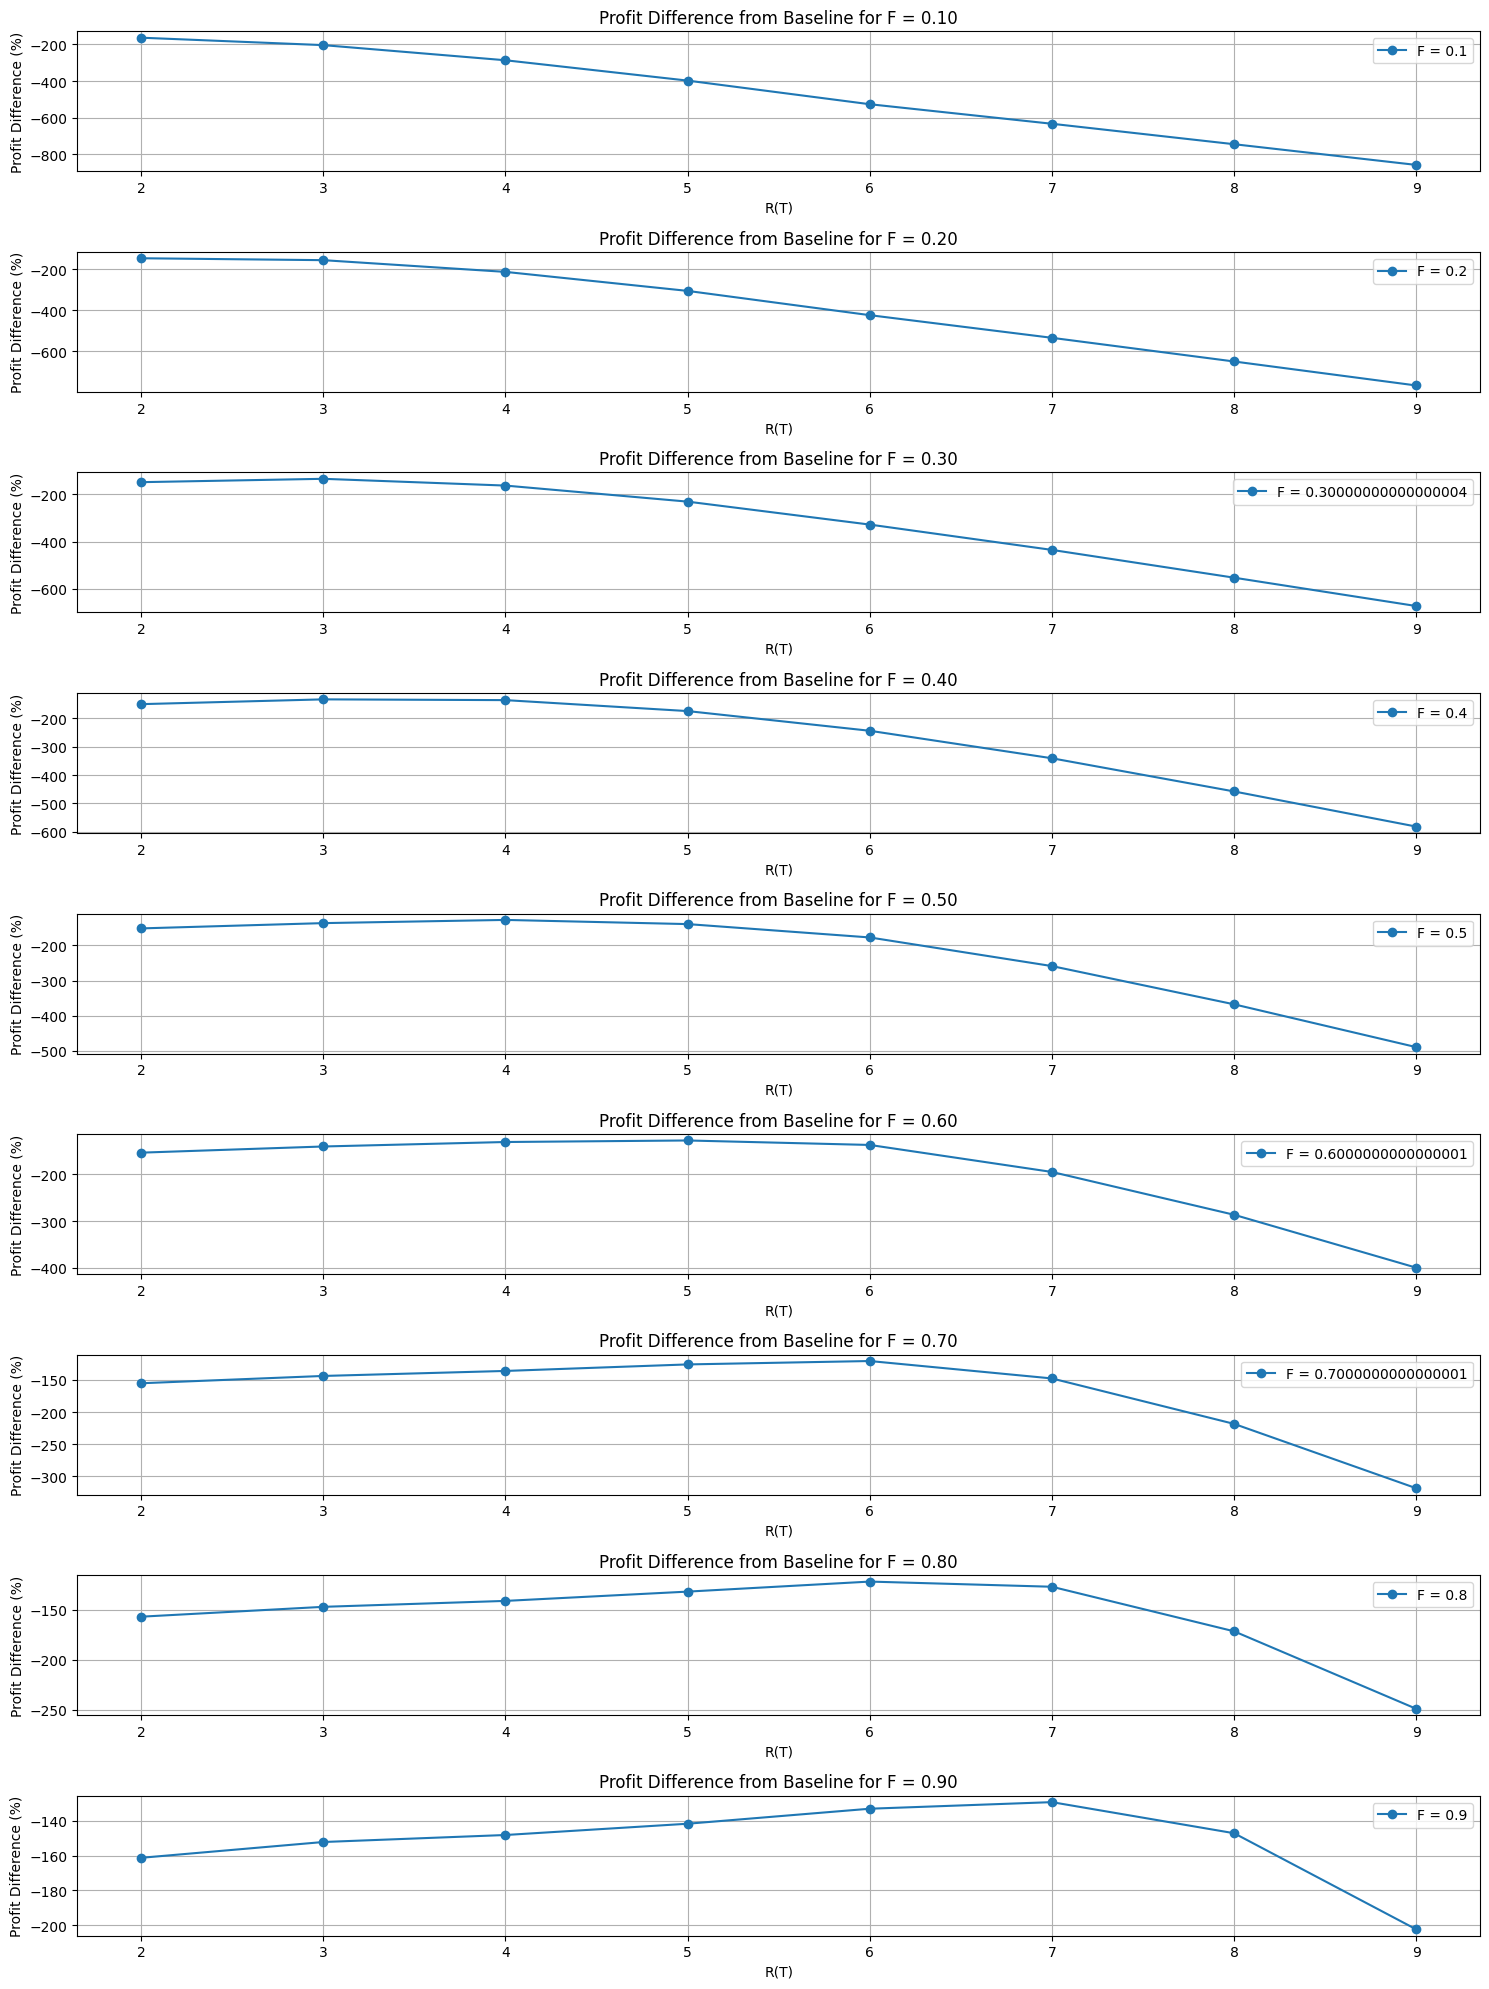 Profit Difference from Baseline for F = 0.10
Profit Difference (%)
−200
−400
−600
−800
F = 0.1
2 3 4 5 6 7 8 9
R(T)
Profit Difference from Baseline for F = 0.20
Profit Difference (%)
−200
−400
−600
F = 0.2
2 3 4 5 6 7 8 9
R(T)
Profit Difference from Baseline for F = 0.30
Profit Difference (%)
−200
−400
−600
F = 0.30000000000000004
2 3 4 5 6 7 8 9
R(T)
Profit Difference from Baseline for F = 0.40
Profit Difference (%)
−200
−300
−400
−500
−600
F = 0.4
2 3 4 5 6 7 8 9
R(T)
Profit Difference from Baseline for F = 0.50
Profit Difference (%)
−200
−300
−400
−500
F = 0.5
2 3 4 5 6 7 8 9
R(T)
Profit Difference from Baseline for F = 0.60
Profit Difference (%)
−200
−300
−400
F = 0.6000000000000001
2 3 4 5 6 7 8 9
R(T)
Profit Difference from Baseline for F = 0.70
Profit Difference (%)
−150
−200
−250
−300
F = 0.7000000000000001
2 3 4 5 6 7 8 9
R(T)
Profit Difference from Baseline for F = 0.80
Profit Difference (%)
−150
−200
−250
F = 0.8
2 3 4 5 6 7 8 9
R(T)
Profit Difference from Baseline for F = 0.90
Profit Difference (%)
−140
−160
−180
−200
F = 0.9
2 3 4 5 6 7 8 9
R(T)